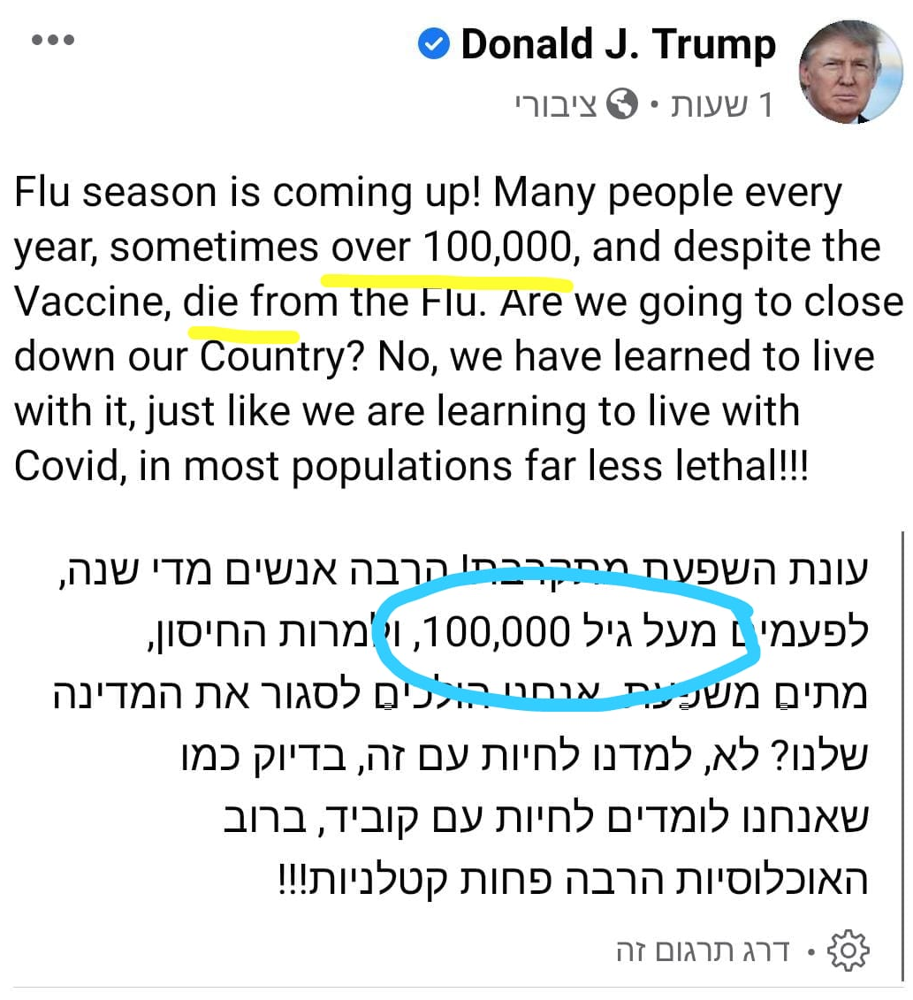 Donald J. Trump
1 שעות • ציבורי
Flu season is coming up! Many people every
year, sometimes over 100,000, and despite the
Vaccine, die from the Flu. Are we going to close
down our Country? No, we have learned to live
with it, just like we are learning to live with
Covid, in most populations far less lethal!!!
עונת השפעת מתקרבת! הרבה אנשים מדי שנה,
לפעמים מעל גיל 100,000, ולמרות החיסון,
מתים משפעת. אנחנו הולכים לסגור את המדינה
שלנו? לא, למדנו לחיות עם זה, בדיוק כמו
שאנחנו לומדים לחיות עם קוביד, ברוב
האוכלוסיות הרבה פחות קטלניות!!!
דרג תרגום זה